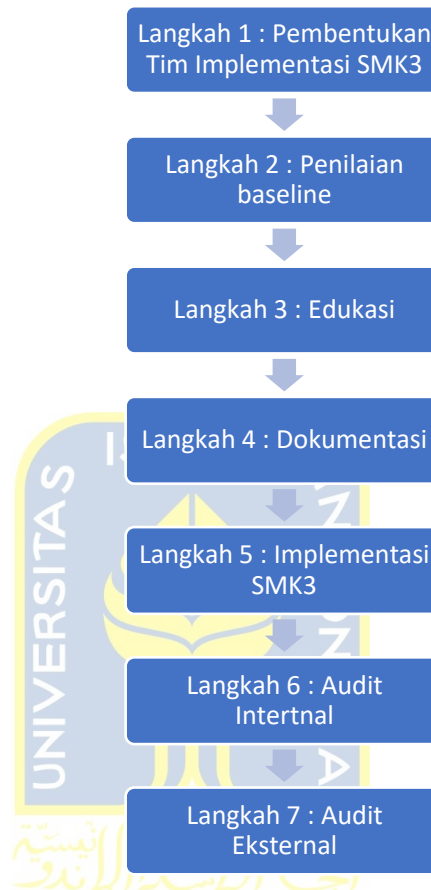 Langkah 1 : Pembentukan
Tim Implementasi SMK3
Langkah 2 : Penilaian
baseline
Langkah 3 : Edukasi
Langkah 4 : Dokumentasi
Langkah 5 : Implementasi
SMK3
Langkah 6 : Audit
Intertnal
Langkah 7 : Audit
Eksternal
UNIVERSITAS